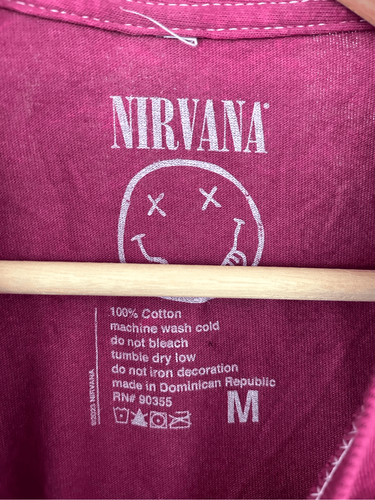 NIRVANA®
100% Cotton
machine wash cold
do not bleach
tumble dry low
do not iron decoration
made in Dominican Republic
RN# 90355
M
©2023 NIRVANA